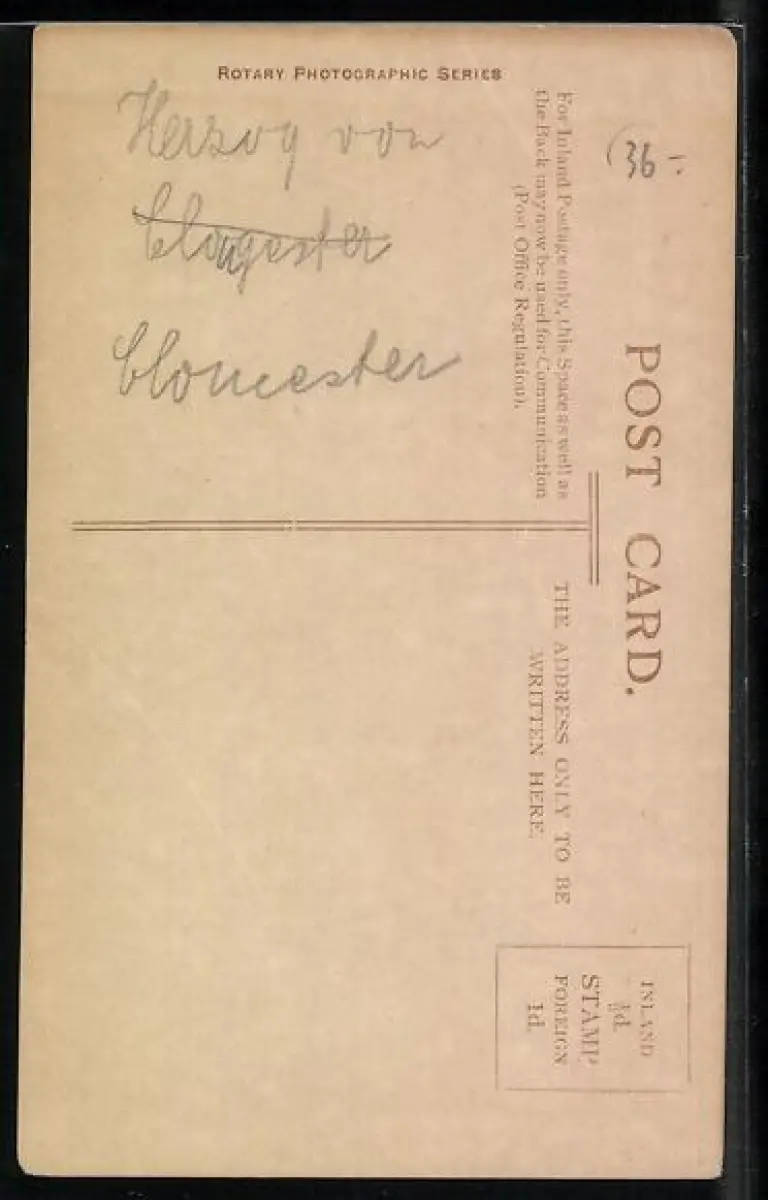 ROTARY PHOTOGRAPHIC SERIES
Herzog von
Clougester
Cloucester
(36-:
POST CARD.
For Inland Postage only, this Space as well as
the Back may now be used for Communication
(Post Office Regulation).
THE ADDRESS ONLY TO BE
WRITTEN HERE.
INLAND
½d.
STAMP
FOREIGN
1d.